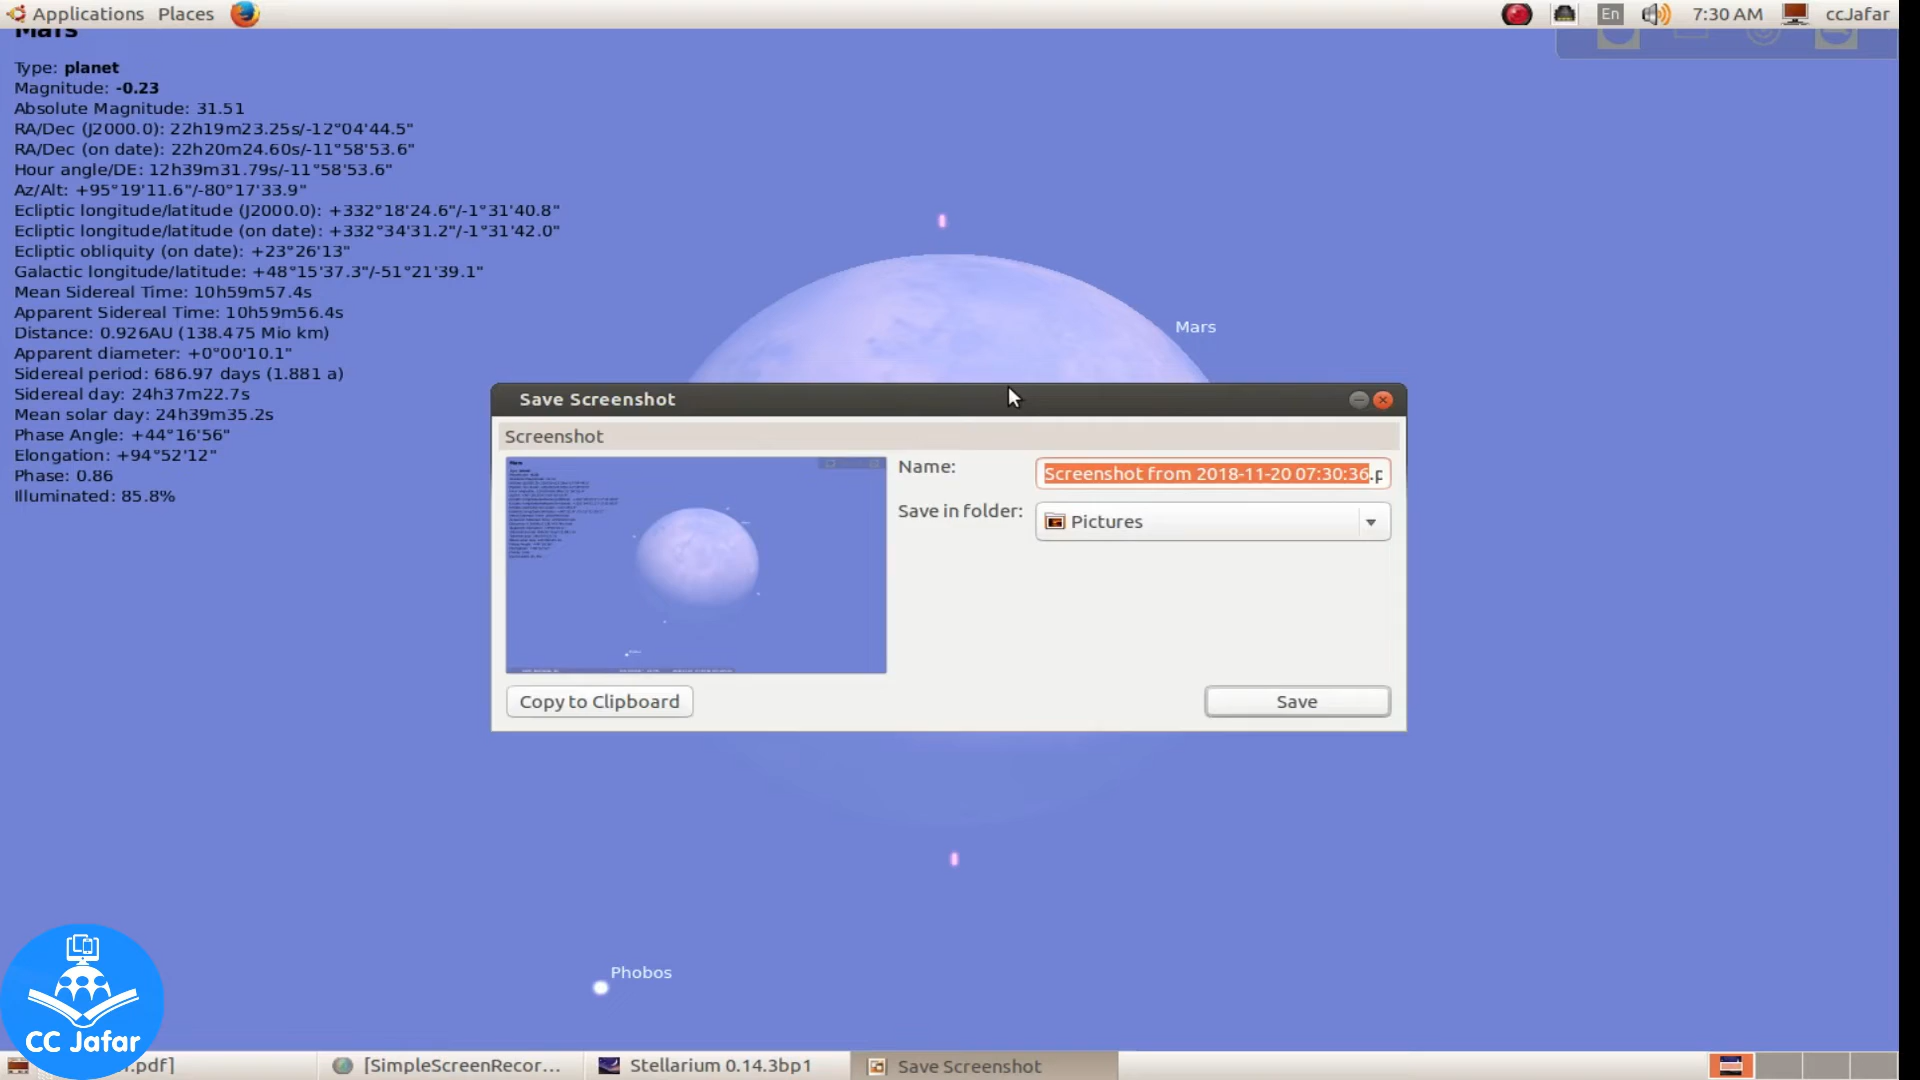 Applications Places
En 7:30 AM ccJafar
Mars
Type: planet
Magnitude: -0.23
Absolute Magnitude: 31.51
RA/Dec (J2000.0): 22h19m23.25s/-12°04'44.5"
RA/Dec (on date): 22h20m24.60s/-11°58'53.6"
Hour angle/DE: 12h39m31.79s/-11°58'53.6"
Az/Alt: +95°19'11.6"/-80°17'33.9"
Ecliptic longitude/latitude (J2000.0): +332°18'24.6"/-1°31'40.8"
Ecliptic longitude/latitude (on date): +332°34'31.2"/-1°31'42.0"
Ecliptic obliquity (on date): +23°26'13"
Galactic longitude/latitude: +48°15'37.3"/-51°21'39.1"
Mean Sidereal Time: 10h59m57.4s
Apparent Sidereal Time: 10h59m56.4s
Distance: 0.926AU (138.475 Mio km)
Apparent diameter: +0°00'10.1"
Sidereal period: 686.97 days (1.881 a)
Sidereal day: 24h37m22.7s
Mean solar day: 24h39m35.2s
Phase Angle: +44°16'56"
Elongation: +94°52'12"
Phase: 0.86
Illuminated: 85.8%
Mars
Save Screenshot
Screenshot
Name: Screenshot from 2018-11-20 07:30:36.p
Save in folder: Pictures
Copy to Clipboard
Save
Phobos
CC Jafar
.pdf]
[SimpleScreenRecor...
Stellarium 0.14.3bp1
Save Screenshot